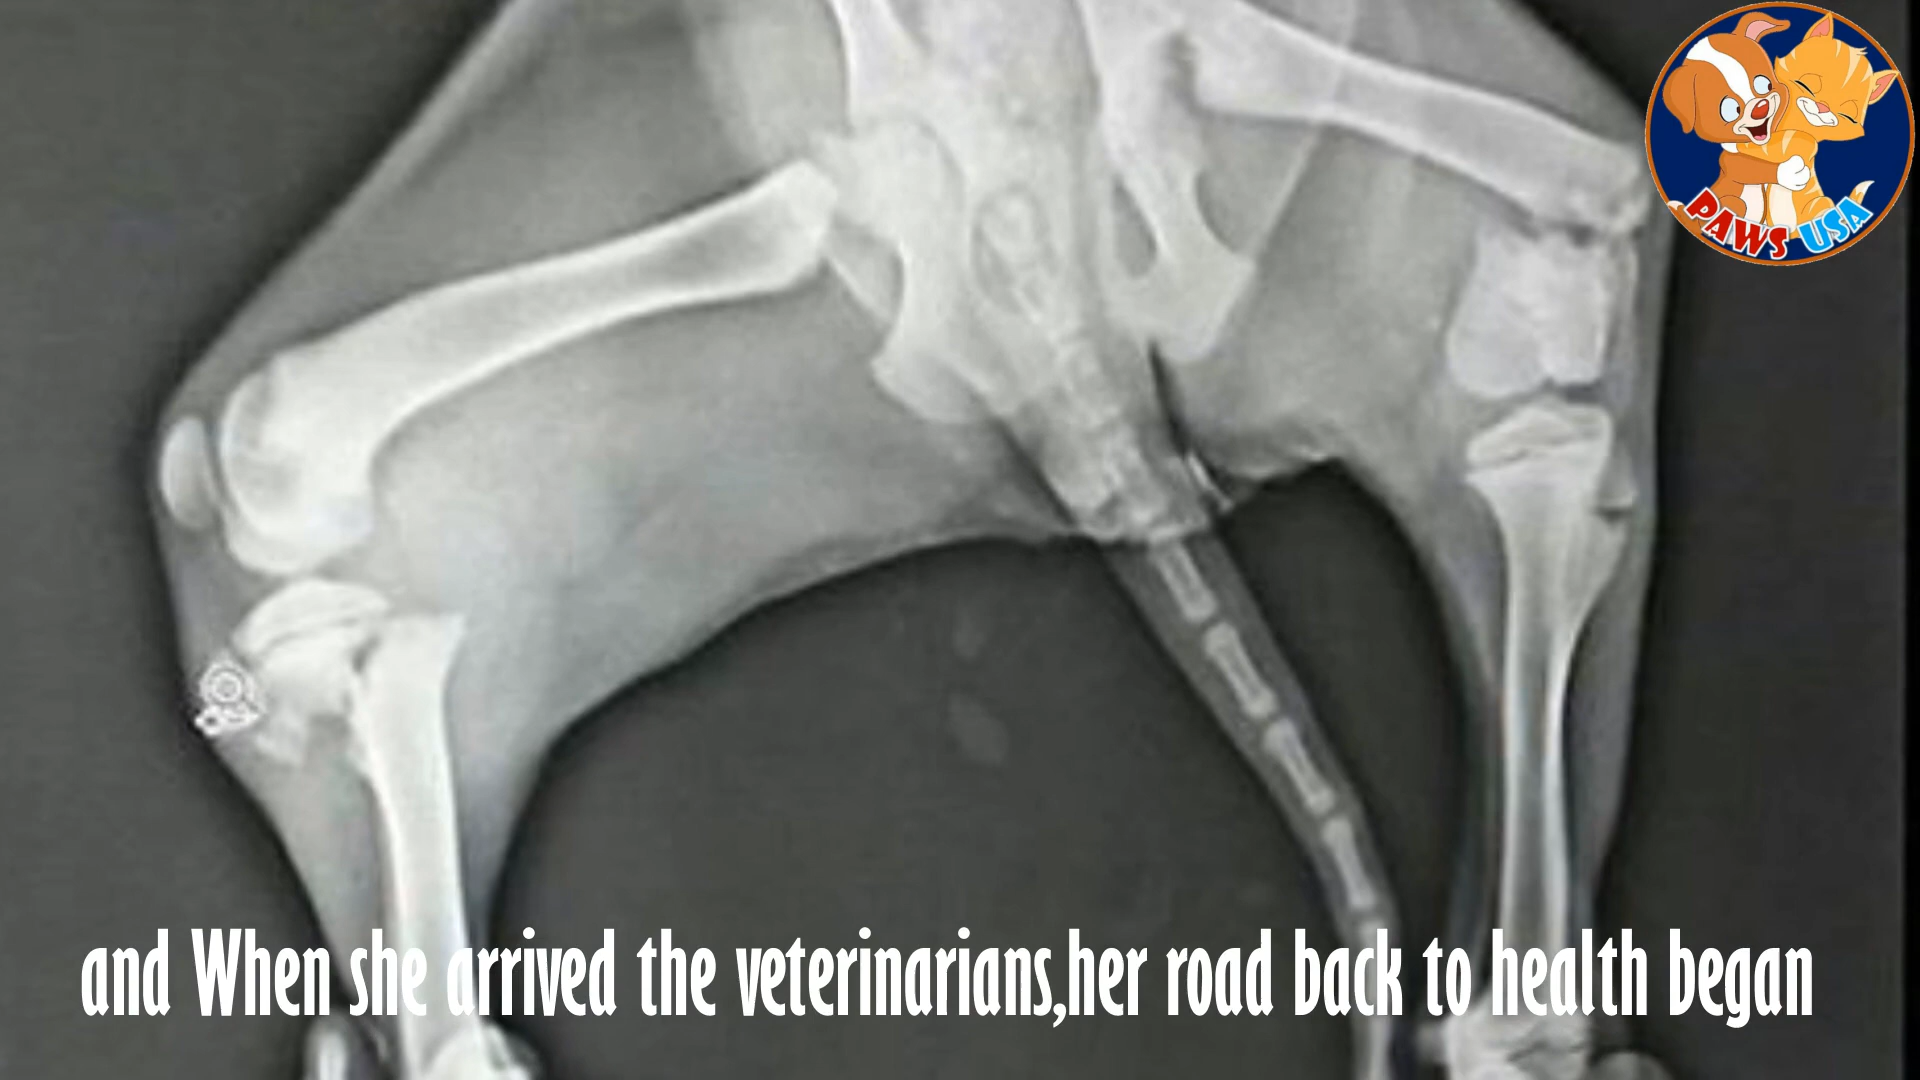 PAWS USA
and When she arrived the veterinarians,her road back to health began